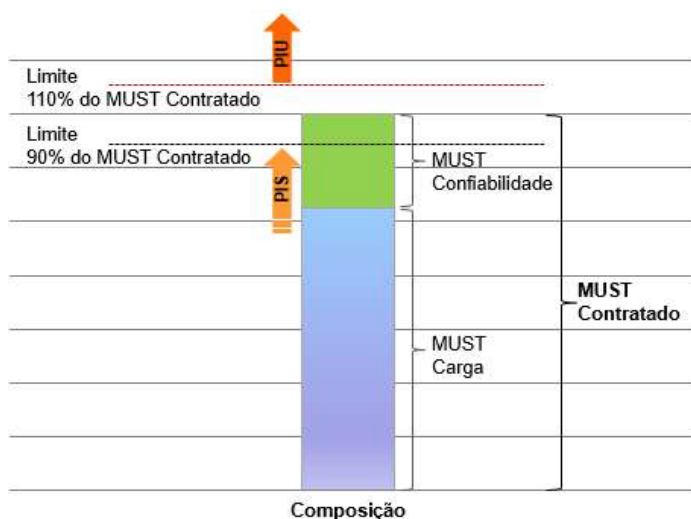 PIU
Limite
110% do MUST Contratado
Limite
90% do MUST Contratado
PIS
MUST
Confiabilidade
MUST
Contratado
MUST
Carga
Composição